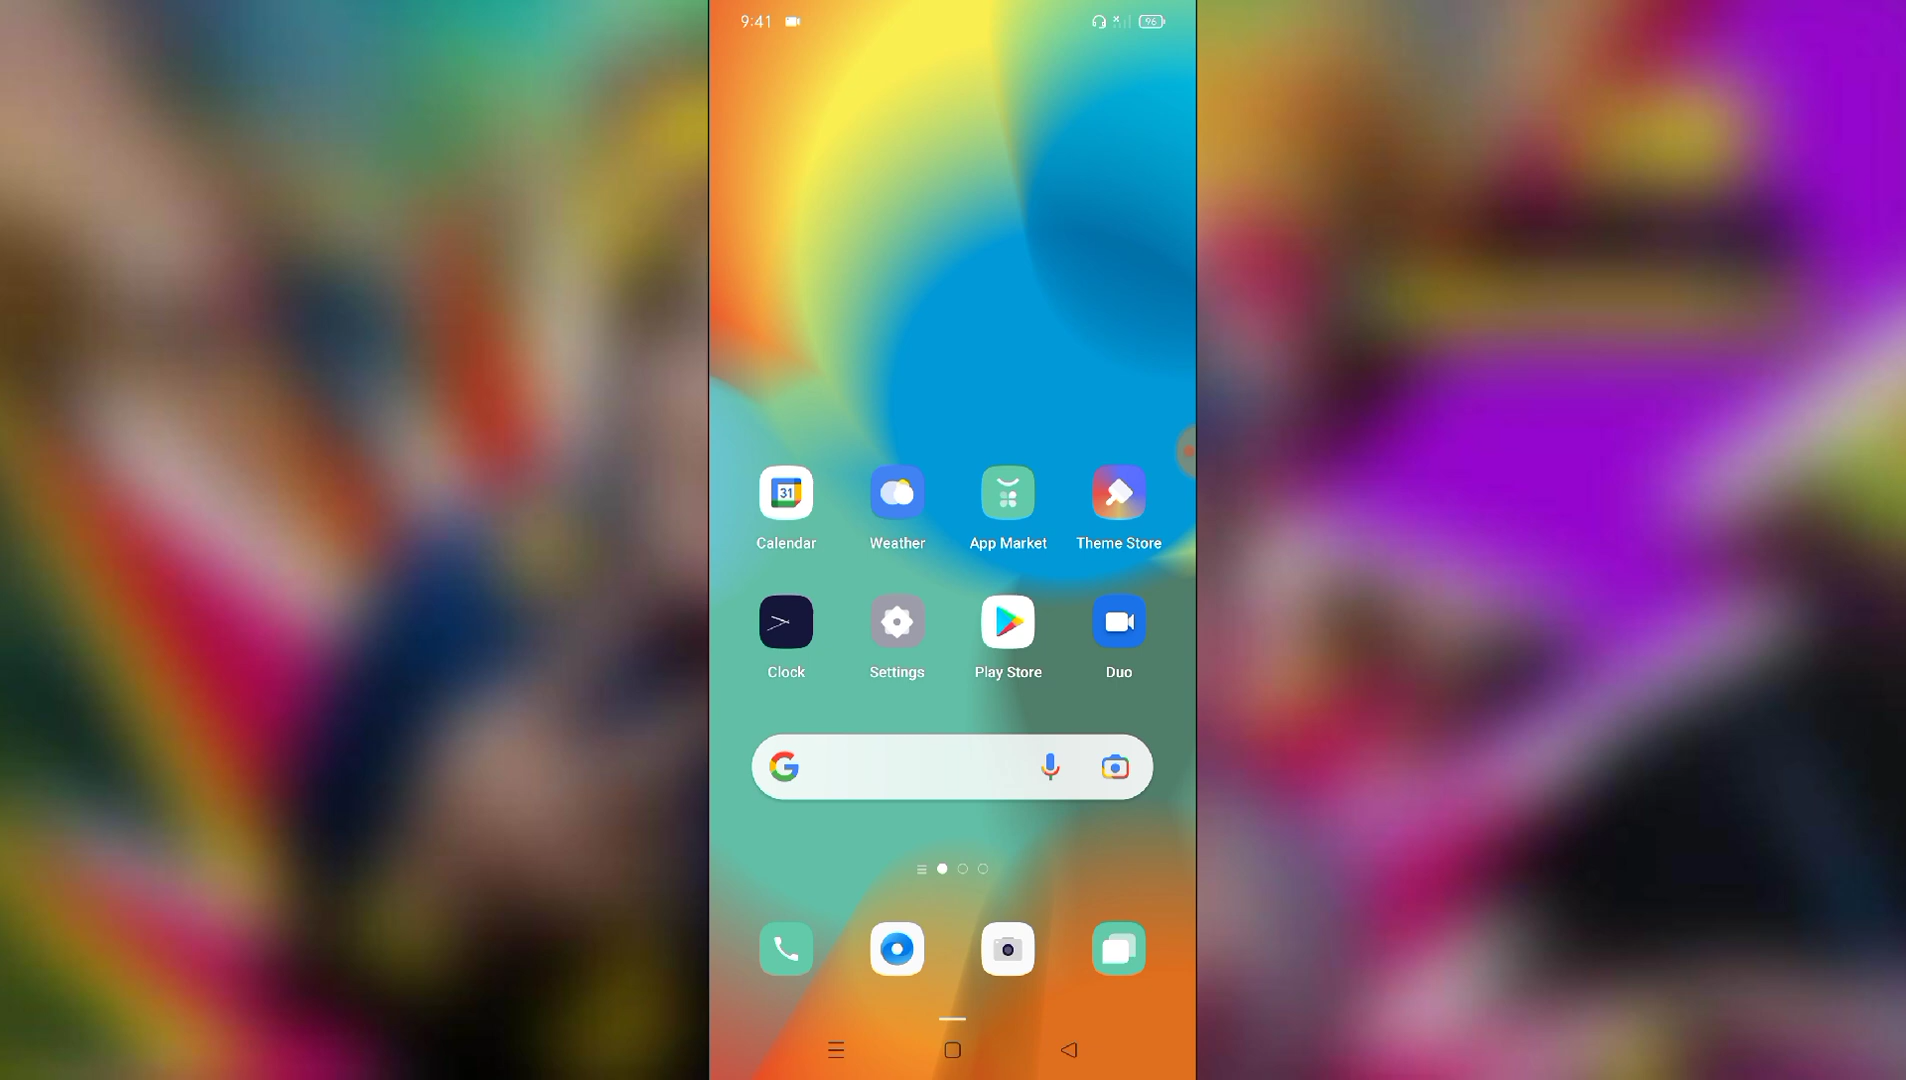 9:41
96
31
Calendar Weather App Market Theme Store
Clock Settings Play Store Duo